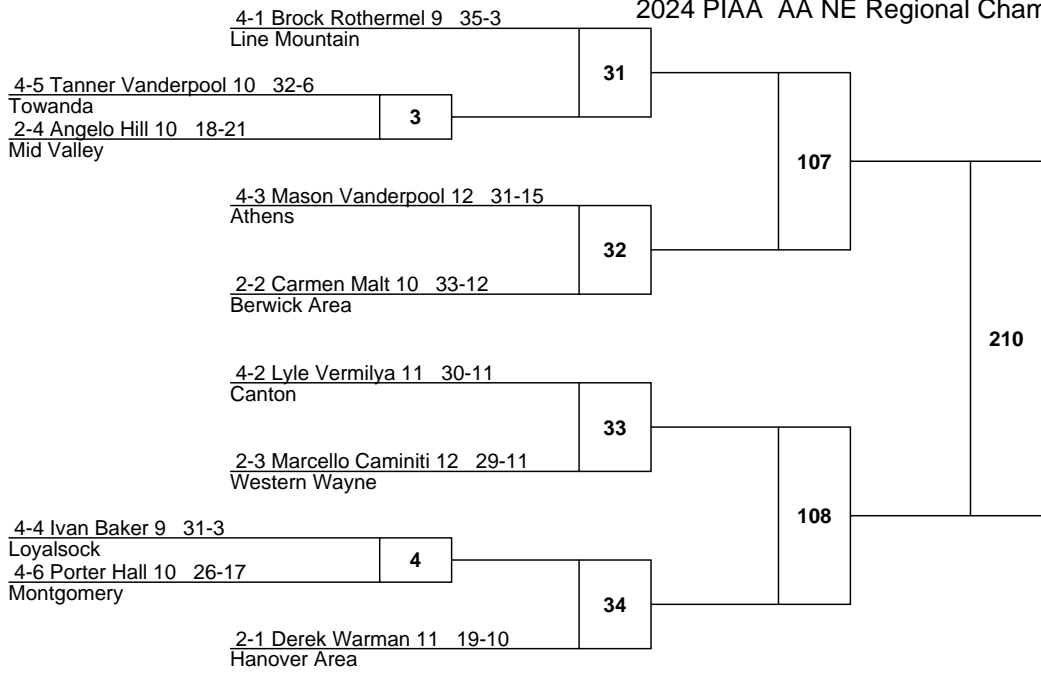 2024 PIAA AA NE Regional Cham
4-1 Brock Rothermel 9 35-3
Line Mountain
31
4-5 Tanner Vanderpool 10 32-6
Towanda
3
2-4 Angelo Hill 10 18-21
Mid Valley
107
4-3 Mason Vanderpool 12 31-15
Athens
32
2-2 Carmen Malt 10 33-12
Berwick Area
210
4-2 Lyle Vermilya 11 30-11
Canton
33
2-3 Marcello Caminiti 12 29-11
Western Wayne
108
4-4 Ivan Baker 9 31-3
Loyalsock
4
4-6 Porter Hall 10 26-17
Montgomery
34
2-1 Derek Warman 11 19-10
Hanover Area